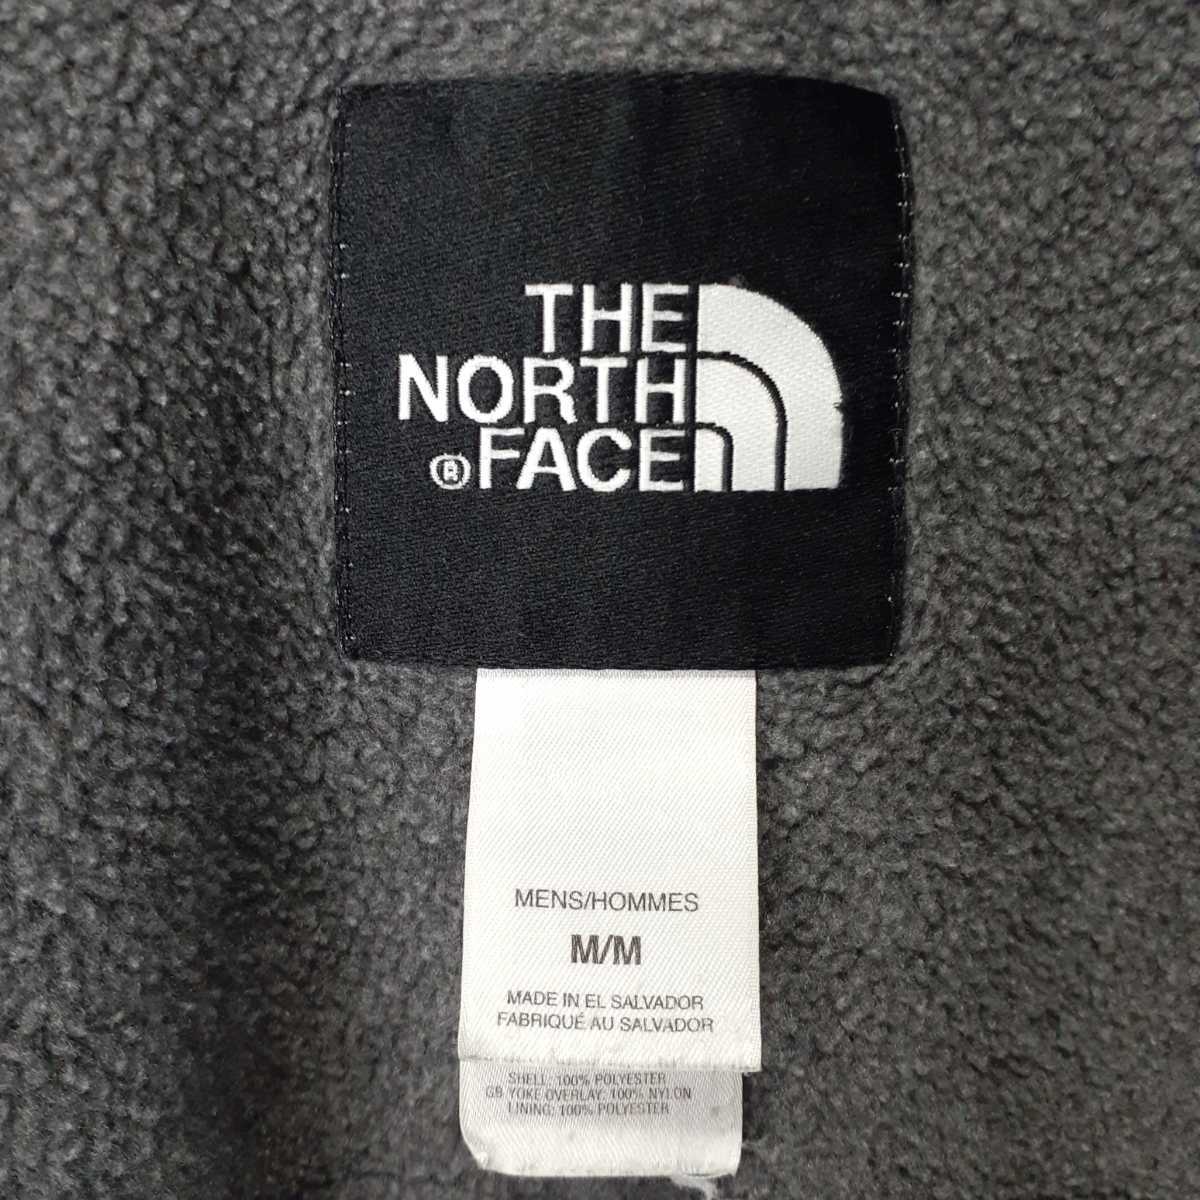 THE
NORTH
® FACE
MENS/HOMMES
M/M
MADE IN EL SALVADOR
FABRIQUÉ AU SALVADOR
SHELL: 100% POLYESTER
GB YOKE OVERLAY: 100% NYLON
LINING: 100% POLYESTER